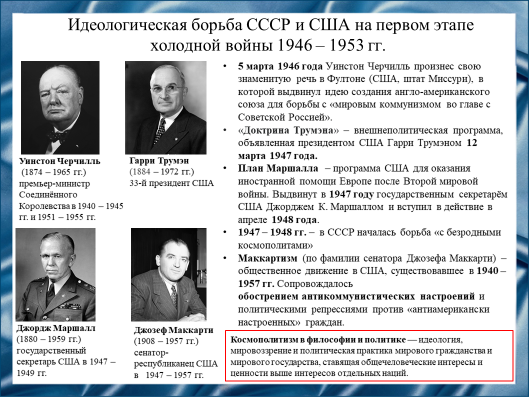 Идеологическая борьба СССР и США на первом этапе
холодной войны 1946 – 1953 гг.
Уинстон Черчилль
(1874 – 1965 гг.)
премьер-министр
Соединённого
Королевства в 1940 – 1945
гг. и 1951 – 1955 гг.
Гарри Трумэн
(1884 – 1972 гг.)
33-й президент США
Джордж Маршалл
(1880 – 1959 гг.)
государственный
секретарь США в 1947 –
1949 гг.
Джозеф Маккарти
(1908 – 1957 гг.)
сенатор-
республиканец США
в 1947 – 1957 гг.
• 5 марта 1946 года Уинстон Черчилль произнес свою
знаменитую речь в Фултоне (США, штат Миссури), в
которой выдвинул идею создания англо-американского
союза для борьбы с «мировым коммунизмом во главе с
Советской Россией».
• «Доктрина Трумэна» – внешнеполитическая программа,
объявленная президентом США Гарри Трумэном 12
марта 1947 года.
• План Маршалла – программа США для оказания
иностранной помощи Европе после Второй мировой
войны. Выдвинут в 1947 году государственным секретарём
США Джорджем К. Маршаллом и вступил в действие в
апреле 1948 года.
• 1947 – 1948 гг. – в СССР началась борьба «с безродными
космополитами»
• Маккартизм (по фамилии сенатора Джозефа Маккарти) –
общественное движение в США, существовавшее в 1940 –
1957 гг. Сопровождалось
обострением антикоммунистических настроений и
политическими репрессиями против «антиамерикански
настроенных» граждан.
Космополитизм в философии и политике — идеология,
мировоззрение и политическая практика мирового гражданства и
мирового государства, ставящая общечеловеческие интересы и
ценности выше интересов отдельных наций.